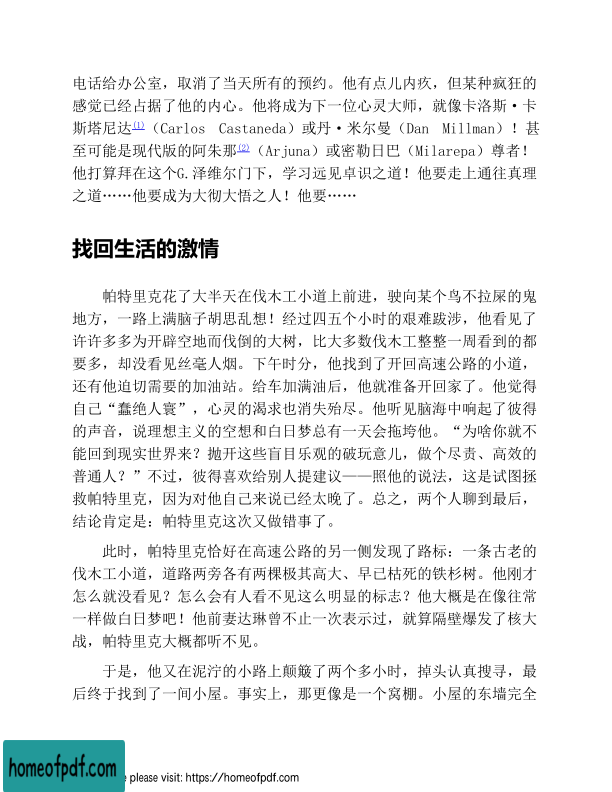 电话给办公室，取消了当天所有的预约。他有点儿内疚，但某种疯狂的
感觉已经占据了他的内心。他将成为下一位心灵大师，就像卡洛斯·卡
斯塔尼达(1)（Carlos Castaneda）或丹·米尔曼（Dan Millman）！甚
至可能是现代版的阿朱那(2)（Arjuna）或密勒日巴（Milarepa）尊者！
他打算拜在这个G.泽维尔门下，学习远见卓识之道！他要走上通往真理
之道……他要成为大彻大悟之人！他要……
找回生活的激情
帕特里克花了大半天在伐木工小道上前进，驶向某个鸟不拉屎的鬼
地方，一路上满脑子胡思乱想！经过四五个小时的艰难跋涉，他看见了
许许多多为开辟空地而伐倒的大树，比大多数伐木工整整一周看到的都
要多，却没看见丝毫人烟。下午时分，他找到了开回高速公路的小道，
还有他迫切需要的加油站。给车加满油后，他就准备开回家了。他觉得
自己“蠢绝人寰”，心灵的渴求也消失殆尽。他听见脑海中响起了彼得
的声音，说理想主义的空想和白日梦总有一天会拖垮他。“为啥你就不
能回到现实世界来？抛开这些盲目乐观的破玩意儿，做个尽责、高效的
普通人？”不过，彼得喜欢给别人提建议——照他的说法，这是试图拯
救帕特里克，因为对他自己来说已经太晚了。总之，两个人聊到最后，
结论肯定是：帕特里克这次又做错事了。
此时，帕特里克恰好在高速公路的另一侧发现了路标：一条古老的
伐木工小道，道路两旁各有两棵极其高大、早已枯死的铁杉树。他刚才
怎么就没看见？怎么会有人看不见这么明显的标志？他大概是在像往常
一样做白日梦吧！他前妻达琳曾不止一次表示过，就算隔壁爆发了核大
战，帕特里克大概都听不见。
于是，他又在泥泞的小路上颠簸了两个多小时，掉头认真搜寻，最
后终于找到了一间小屋。事实上，那更像是一个窝棚。小屋的东墙完全
homeofpdf.com
e please visit: https://homeofpdf.com